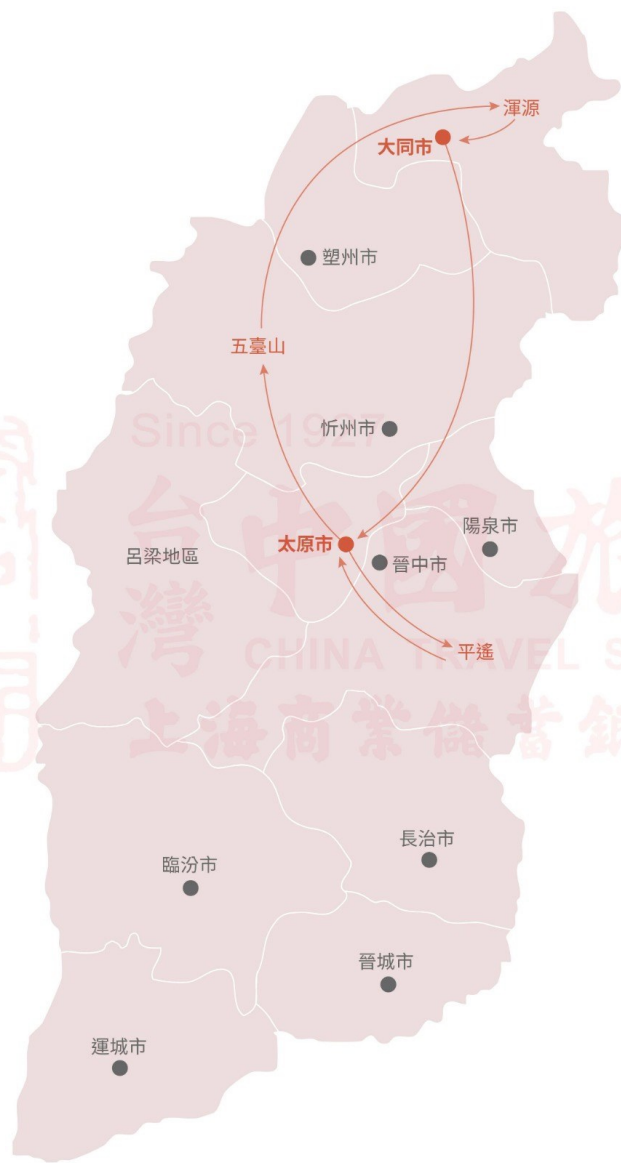 渾源
大同市
塑州市
五臺山
忻州市
Since 1927
台灣
中國旅
陽泉市
太原市
呂梁地區
晉中市
平遙
CHINA TRAVEL S
上海商業儲蓄銀
長治市
臨汾市
晉城市
運城市